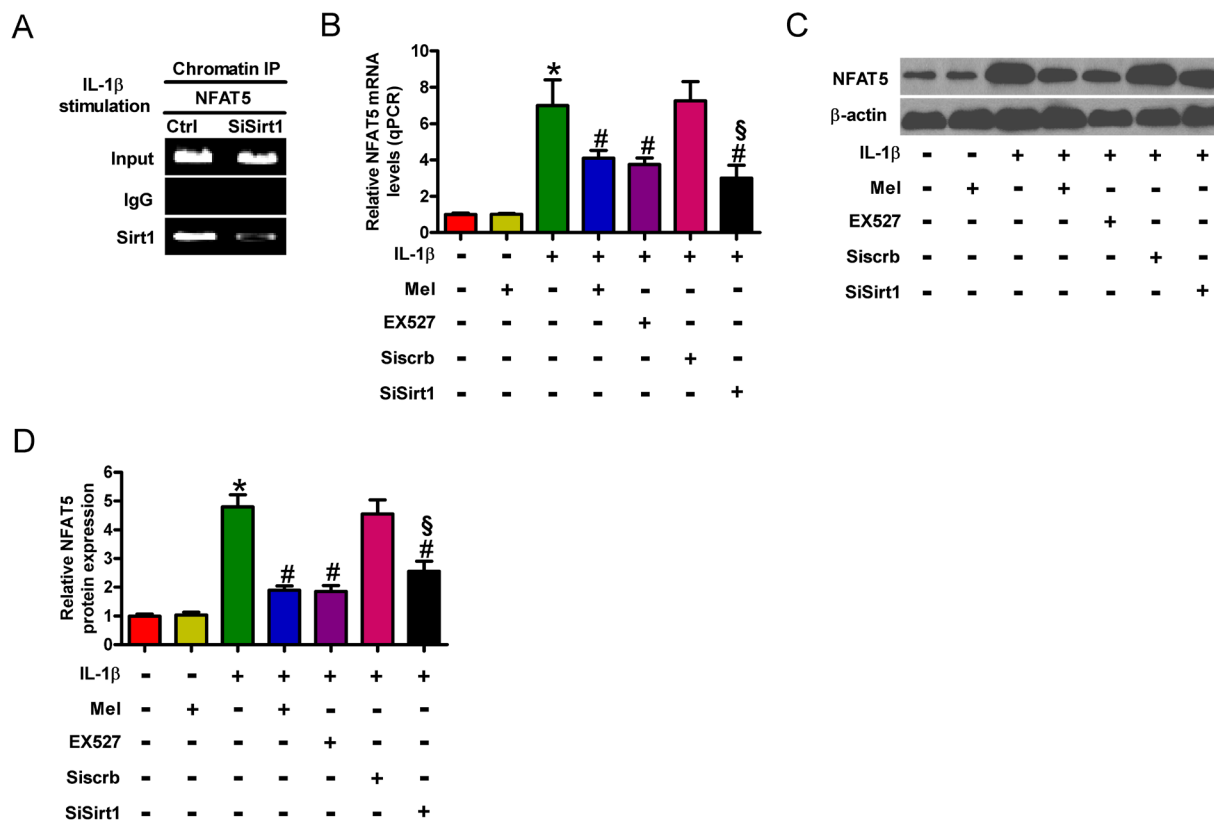 A
Chromatin IP
IL-1β
stimulation
NFAT5
Ctrl SiSirt1
Input
IgG
Sirt1
B
Relative NFAT5 mRNA
levels (qPCR)
10
8
6
4
2
0
*
#
#
§
#
IL-1β - - + + + + +
Mel - + - + - - -
EX527 - - - - + - -
Siscrb - - - - - + -
SiSirt1 - - - - - - +
C
NFAT5
β-actin
IL-1β - - + + + + +
Mel - + - + - - -
EX527 - - - - + - -
Siscrb - - - - - + -
SiSirt1 - - - - - - +
D
Relative NFAT5
protein expression
6
5
4
3
2
1
0
*
#
#
§
#
IL-1β - - + + + + +
Mel - + - + - - -
EX527 - - - - + - -
Siscrb - - - - - + -
SiSirt1 - - - - - - +